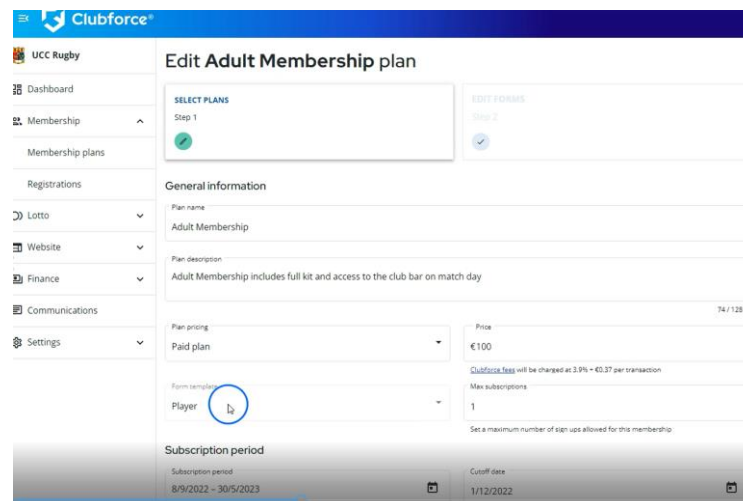 Clubforce®
UCC Rugby
Dashboard
Membership
Membership plans
Registrations
Lotto
Website
Finance
Communications
Settings
Edit Adult Membership plan
SELECT PLANS
Step 1
EDIT FORMS
Step 2
General information
Plan name
Adult Membership
Plan description
Adult Membership includes full kit and access to the club bar on match day
74 / 128
Plan pricing
Paid plan
Price
€100
Clubforce fees will be charged at 3.9% + €0.37 per transaction
Form template
Player
Max subscriptions
1
Set a maximum number of sign ups allowed for this membership
Subscription period
Subscription period
8/9/2022 – 30/5/2023
Cutoff date
1/12/2022